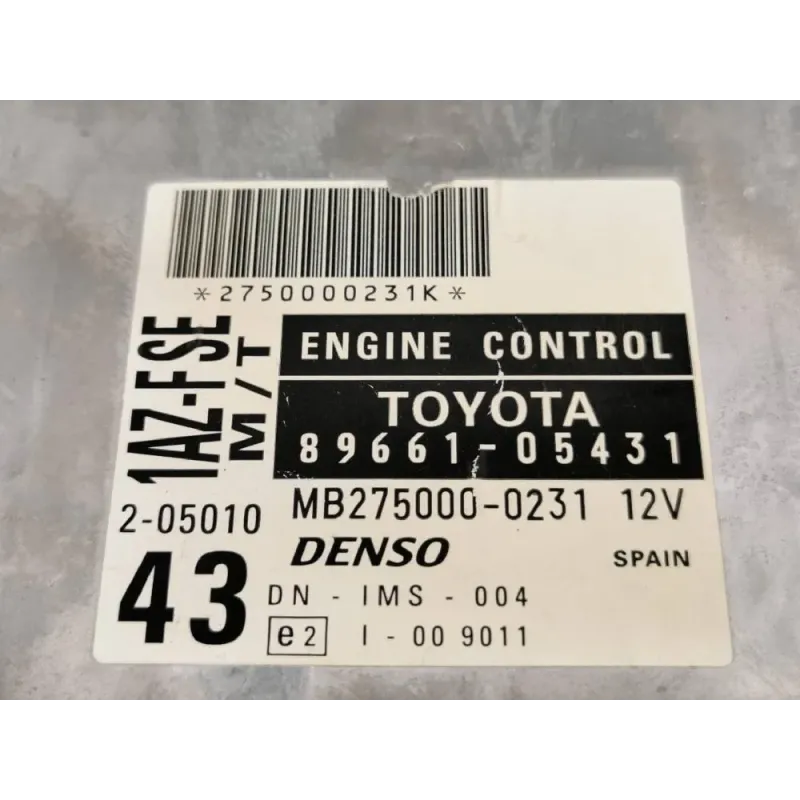 *2750000231K*
1AZ-FSE
M/T
ENGINE CONTROL
TOYOTA
89661-05431
2-05010
MB275000-0231 12V
43
DENSO
SPAIN
DN - IMS - 004
e2 I - 00 9011